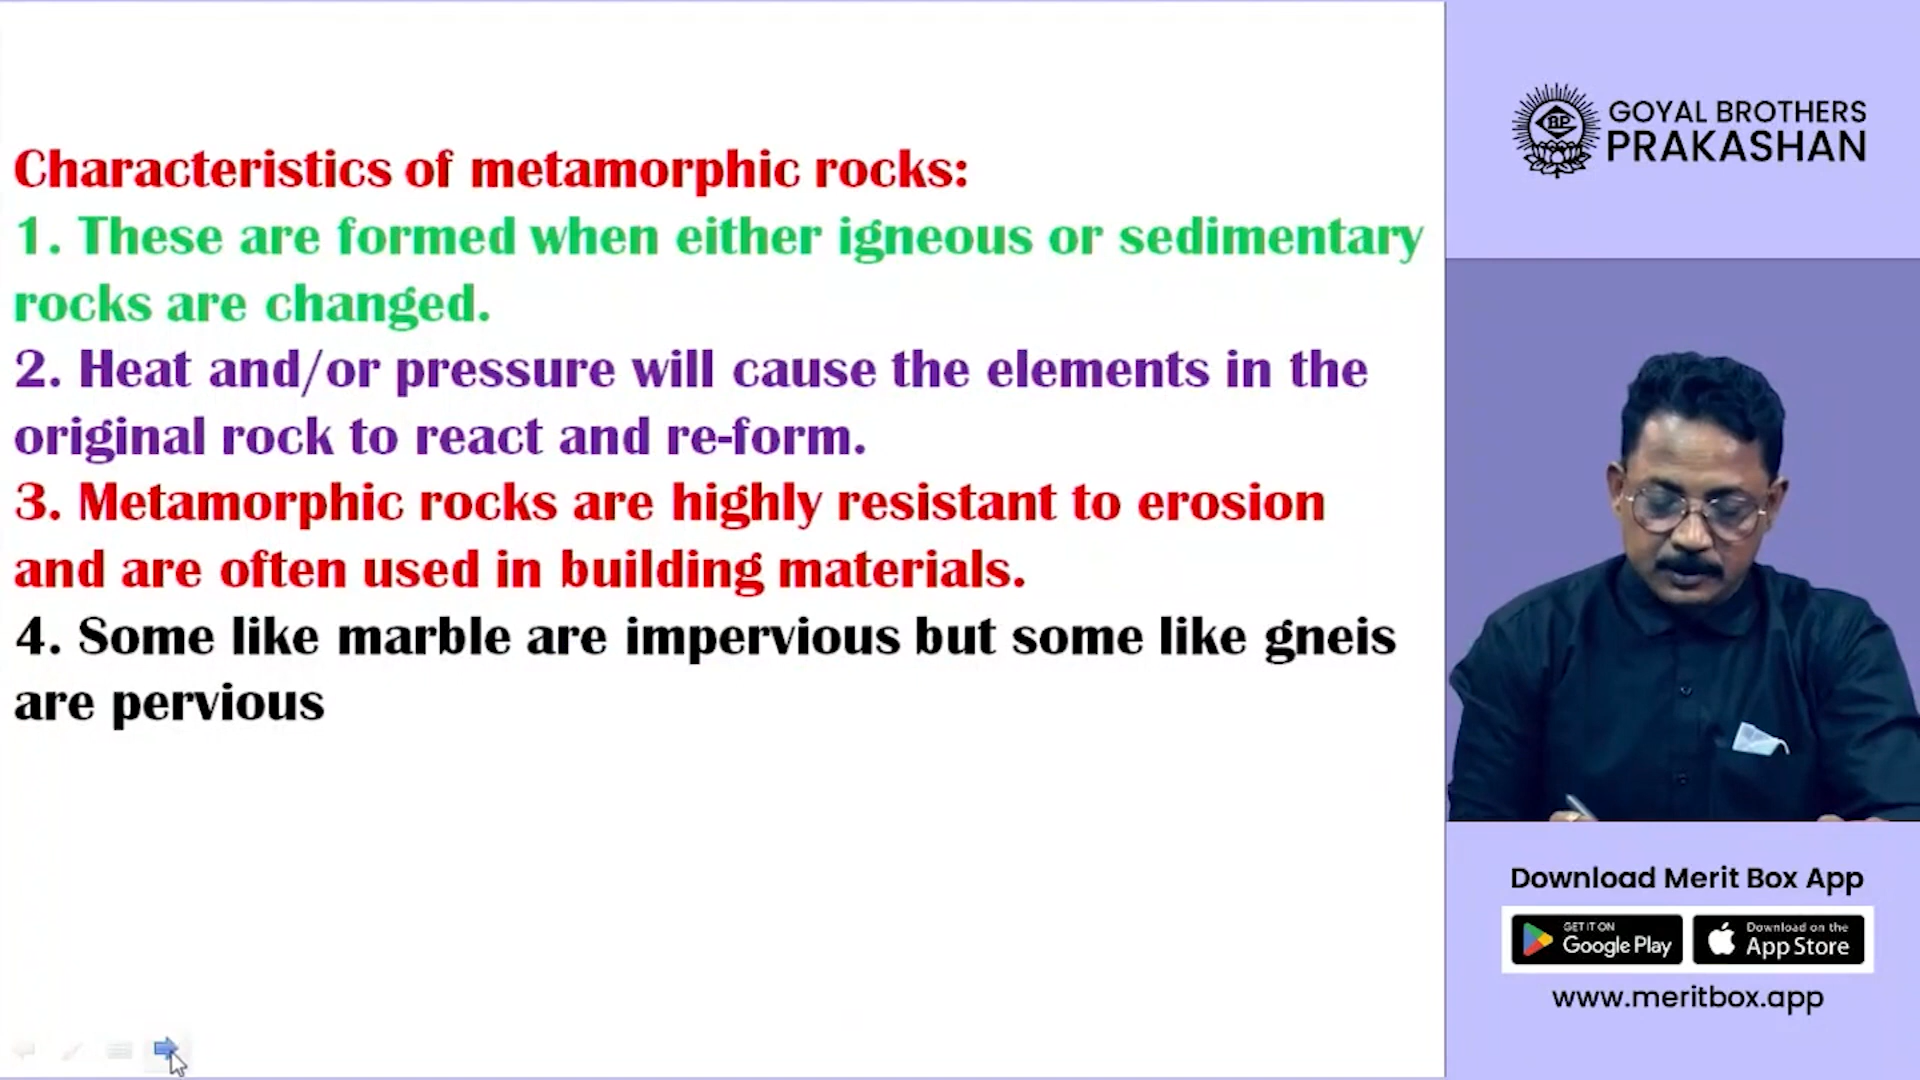 Characteristics of metamorphic rocks:
1. These are formed when either igneous or sedimentary
rocks are changed.
2. Heat and/or pressure will cause the elements in the
original rock to react and re-form.
3. Metamorphic rocks are highly resistant to erosion
and are often used in building materials.
4. Some like marble are impervious but some like gneis
are pervious
GBP
GOYAL BROTHERS
PRAKASHAN
Download Merit Box App
GET IT ON
Google Play
Download on the
App Store
www.meritbox.app